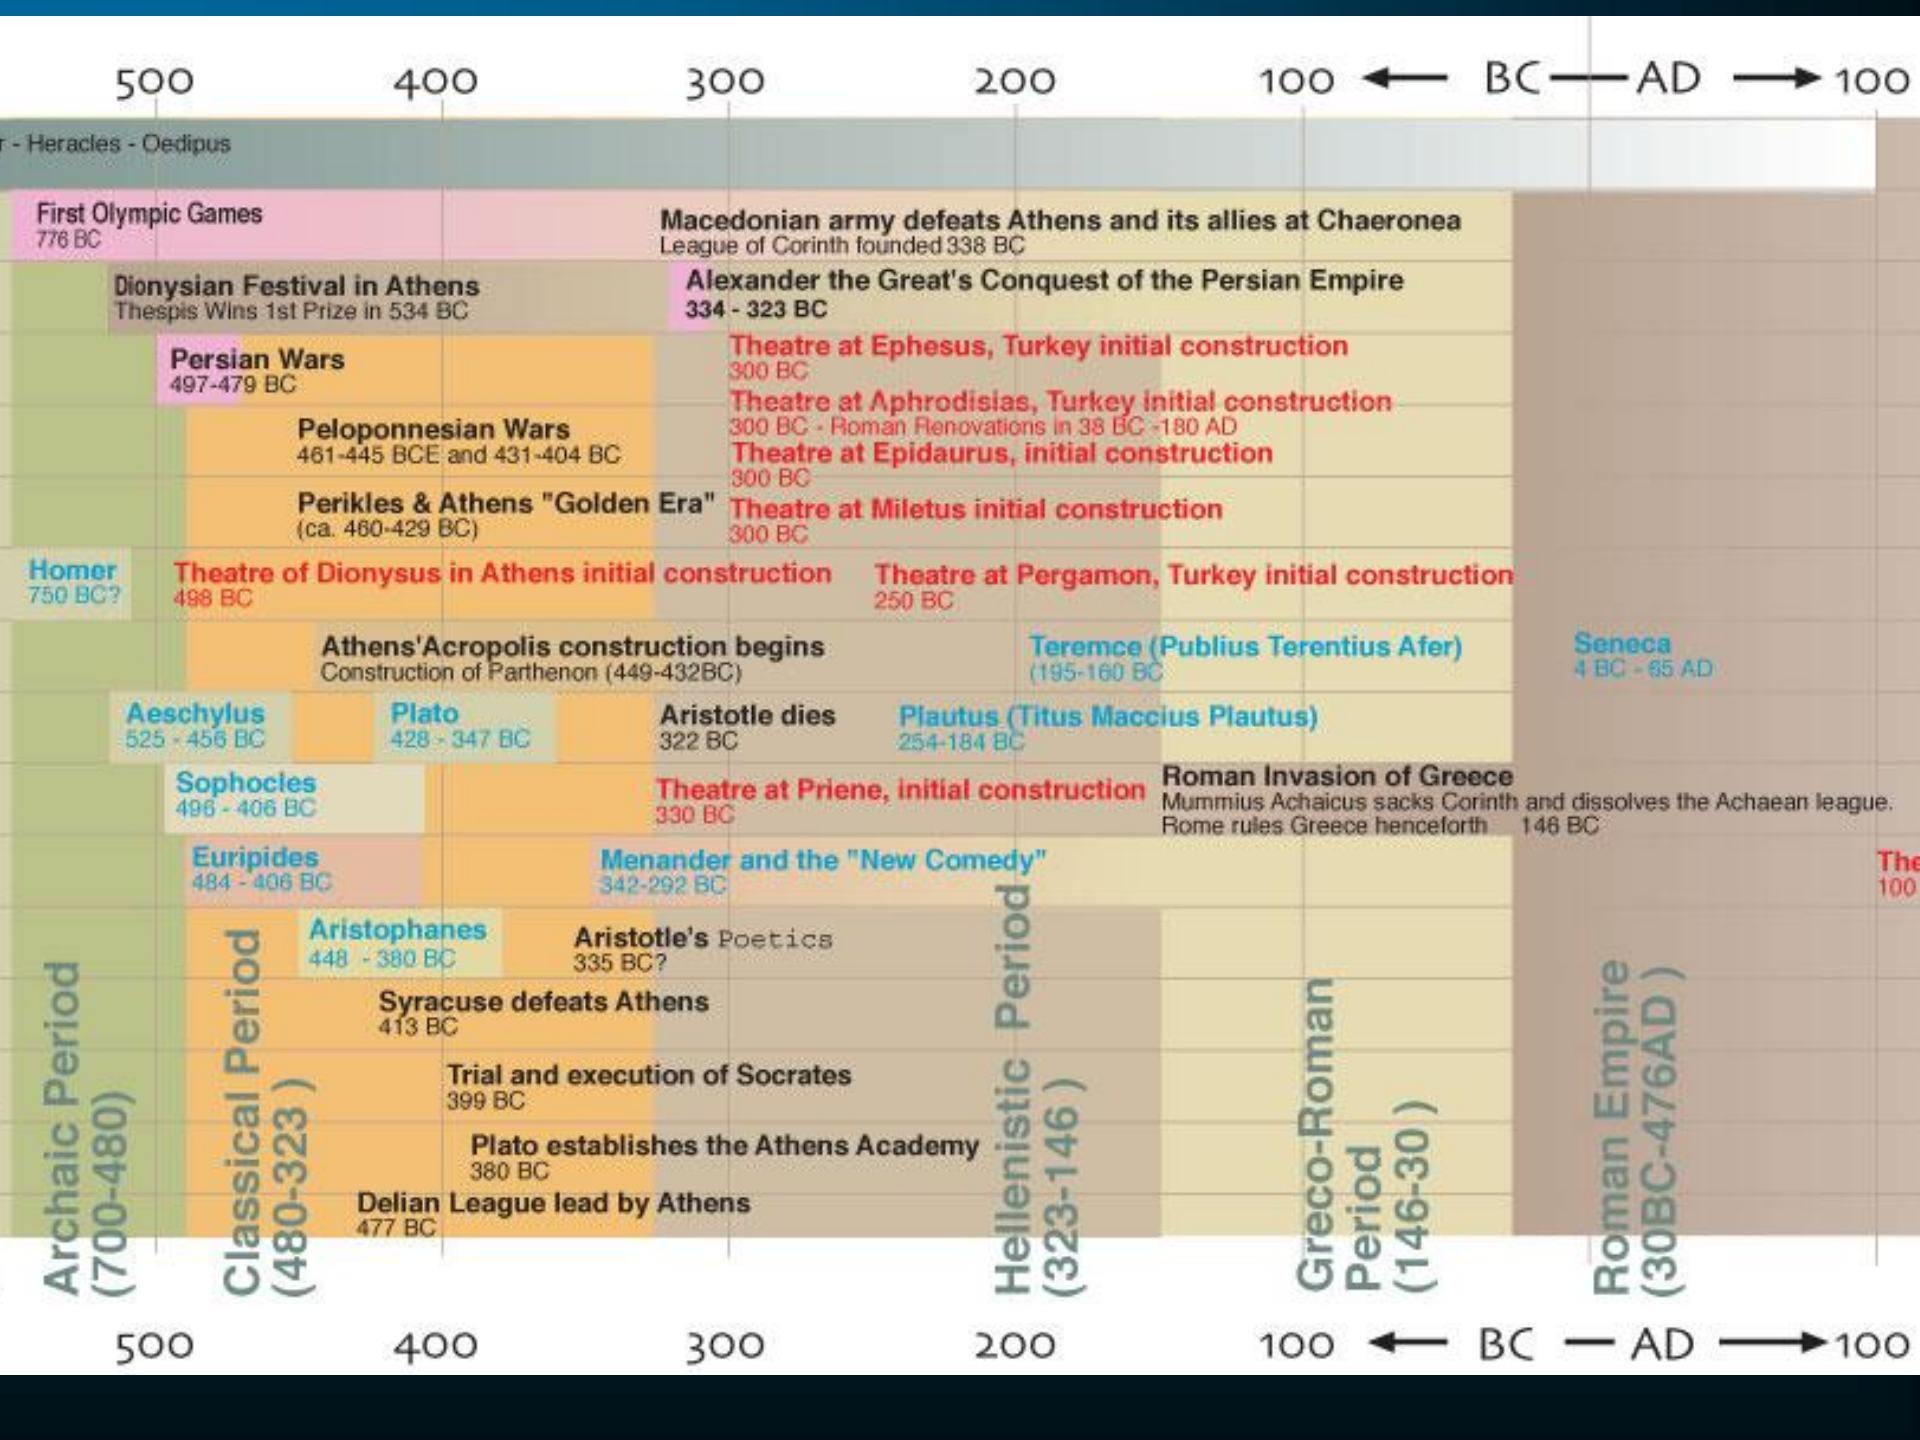 500 400 300 200 100 BC AD 100
- Heracles - Oedipus
First Olympic Games
776 BC
Macedonian army defeats Athens and its allies at Chaeronea
League of Corinth founded 338 BC
Dionysian Festival in Athens
Thespis Wins 1st Prize in 534 BC
Alexander the Great's Conquest of the Persian Empire
334 - 323 BC
Persian Wars
497-479 BC
Theatre at Ephesus, Turkey initial construction
300 BC
Theatre at Aphrodisias, Turkey initial construction
300 BC - Roman Renovations in 38 BC -180 AD
Peloponnesian Wars
461-445 BCE and 431-404 BC
Theatre at Epidaurus, initial construction
300 BC
Perikles & Athens "Golden Era"
(ca. 460-429 BC)
Theatre at Miletus initial construction
300 BC
Homer
750 BC?
Theatre of Dionysus in Athens initial construction
498 BC
Theatre at Pergamon, Turkey initial construction
250 BC
Athens'Acropolis construction begins
Construction of Parthenon (449-432BC)
Teremce (Publius Terentius Afer)
(195-160 BC
Seneca
4 BC - 65 AD
Aeschylus
525 - 456 BC
Plato
428 - 347 BC
Aristotle dies
322 BC
Plautus (Titus Maccius Plautus)
254-184 BC
Sophocles
496 - 406 BC
Theatre at Priene, initial construction
330 BC
Roman Invasion of Greece
Mummius Achaicus sacks Corinth and dissolves the Achaean league.
Rome rules Greece henceforth 146 BC
Euripides
484 - 406 BC
Menander and the "New Comedy"
342-292 BC
The
100
Aristophanes
448 - 380 BC
Aristotle's Poetics
335 BC?
Syracuse defeats Athens
413 BC
Trial and execution of Socrates
399 BC
Plato establishes the Athens Academy
380 BC
Delian League lead by Athens
477 BC
Archaic Period
(700-480)
Classical Period
(480-323 )
Hellenistic Period
(323-146 )
Greco-Roman
Period
(146-30 )
Roman Empire
(30BC-476AD )
500 400 300 200 100 BC AD 100